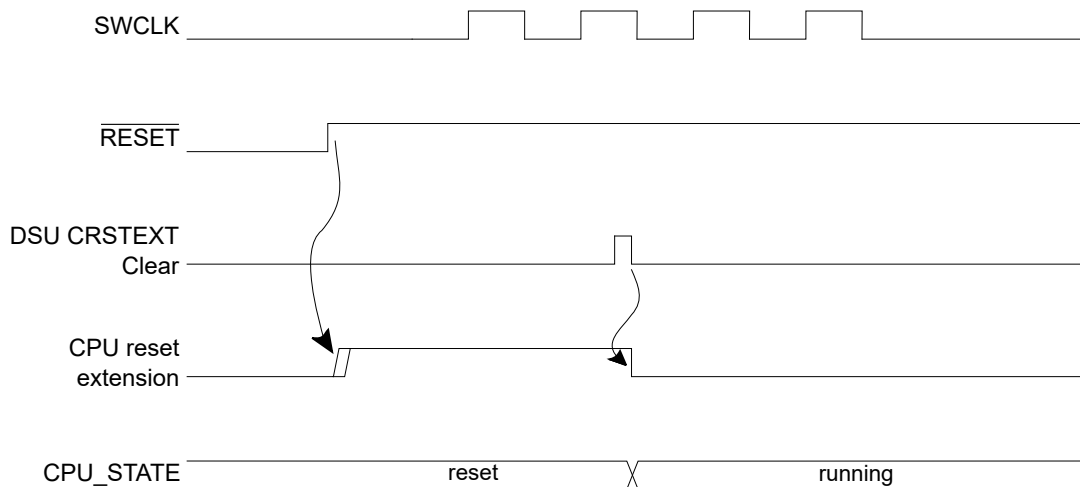 SWCLK
RESET
DSU CRSTEXT
Clear
CPU reset
extension
CPU_STATE
reset
running